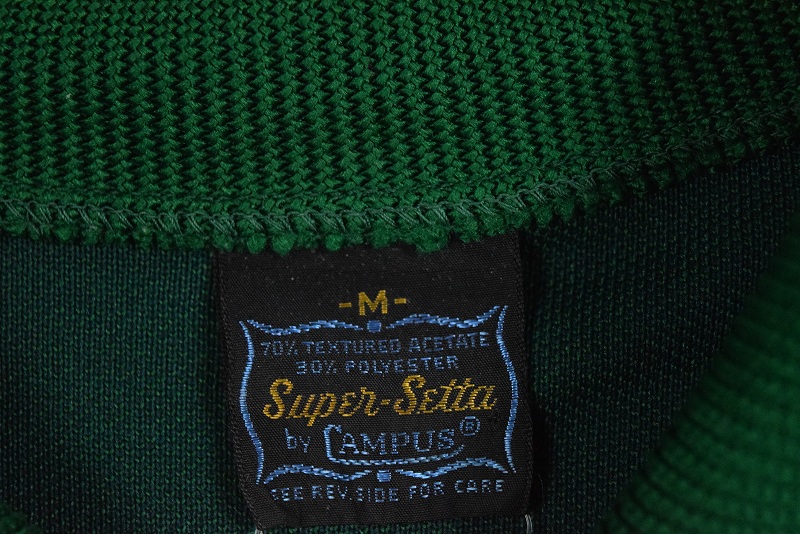 -M-
70% TEXTURED ACETATE
30% POLYESTER
Super-Setta
by CAMPUS®
SEE REV. SIDE FOR CARE